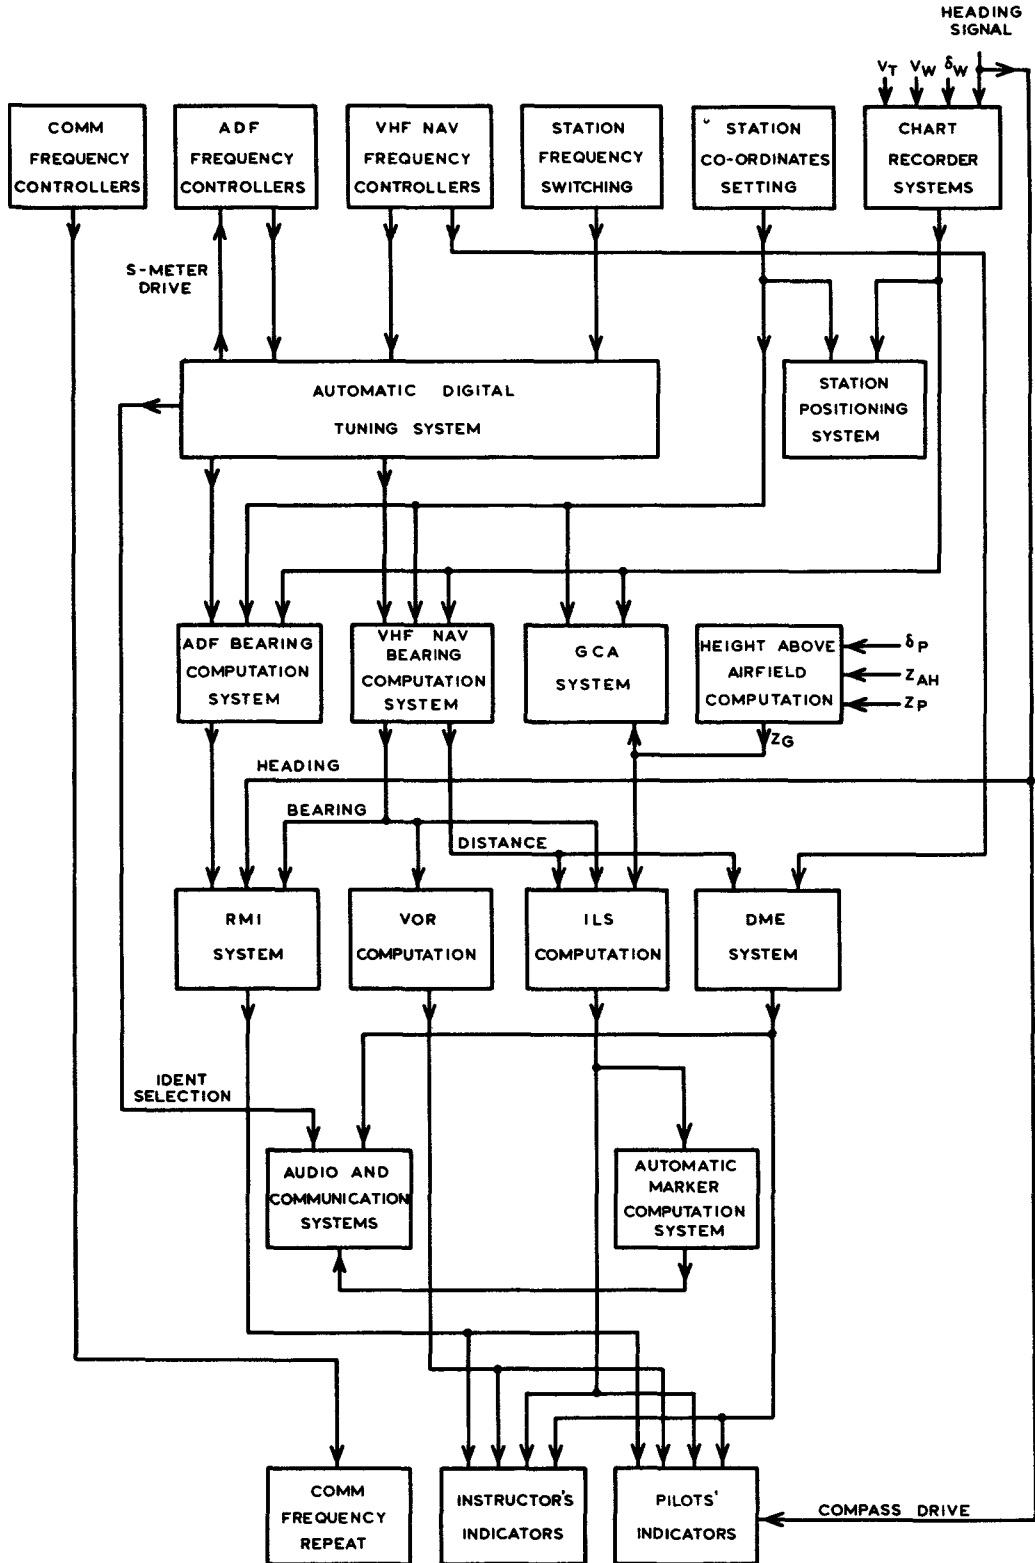 HEADING
SIGNAL
VT
VW
δW
COMM
FREQUENCY
CONTROLLERS
ADF
FREQUENCY
CONTROLLERS
VHF NAV
FREQUENCY
CONTROLLERS
STATION
FREQUENCY
SWITCHING
STATION
CO-ORDINATES
SETTING
CHART
RECORDER
SYSTEMS
S-METER
DRIVE
AUTOMATIC DIGITAL
TUNING SYSTEM
STATION
POSITIONING
SYSTEM
ADF BEARING
COMPUTATION
SYSTEM
VHF NAV
BEARING
COMPUTATION
SYSTEM
GCA
SYSTEM
HEIGHT ABOVE
AIRFIELD
COMPUTATION
δP
ZAH
ZP
ZG
HEADING
BEARING
DISTANCE
RMI
SYSTEM
VOR
COMPUTATION
ILS
COMPUTATION
DME
SYSTEM
IDENT
SELECTION
AUDIO AND
COMMUNICATION
SYSTEMS
AUTOMATIC
MARKER
COMPUTATION
SYSTEM
COMM
FREQUENCY
REPEAT
INSTRUCTOR'S
INDICATORS
PILOTS'
INDICATORS
COMPASS DRIVE